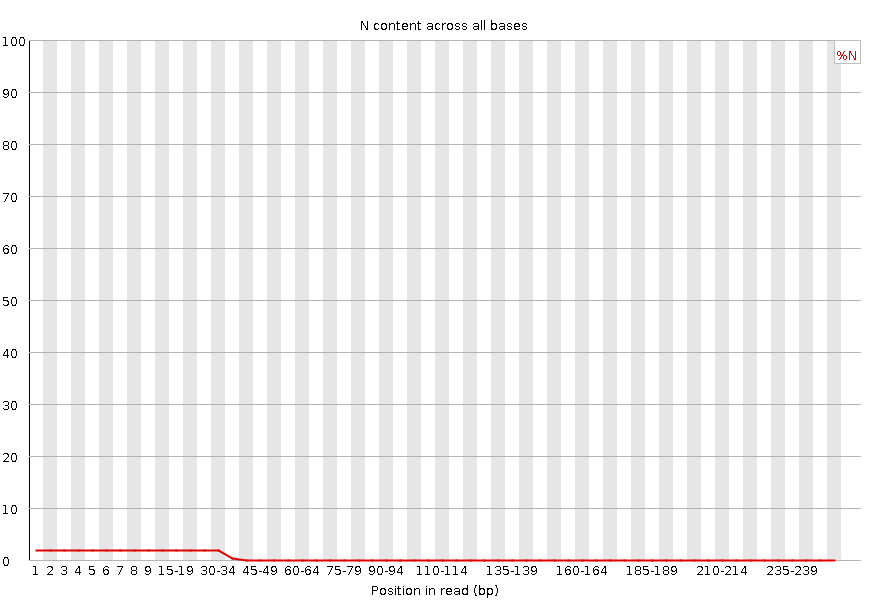 N content across all bases
100
%N
90
80
70
60
50
40
30
20
10
0
1 2 3 4 5 6 7 8 9 15-19 30-34 45-49 60-64 75-79 90-94 110-114 135-139 160-164 185-189 210-214 235-239
Position in read (bp)